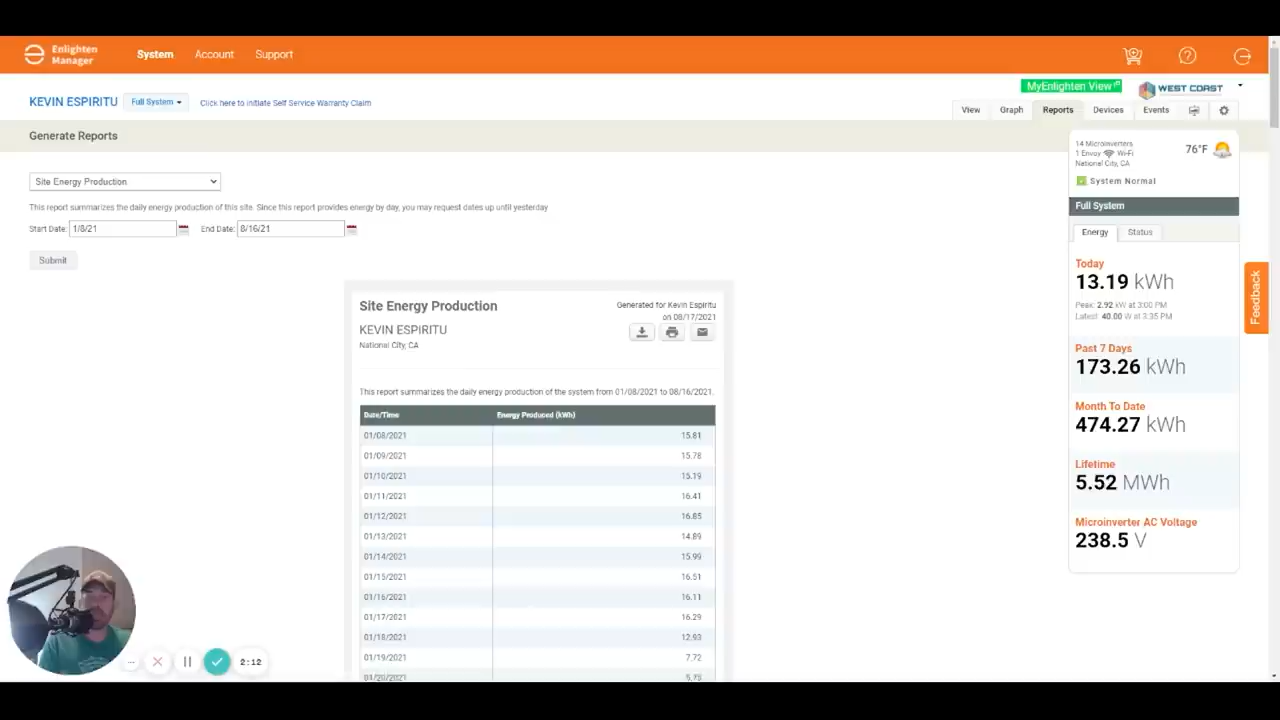 Enlighten
Manager
System
Account
Support
KEVIN ESPIRITU
Full System
Click here to initiate Self Service Warranty Claim
MyEnlighten View
WEST COAST
View
Graph
Reports
Devices
Events
Generate Reports
14 Microinverters
1 Envoy Wi-Fi
National City, CA
76°F
System Normal
Site Energy Production
This report summarizes the daily energy production of this site. Since this report provides energy by day, you may request dates up until yesterday
Start Date: 1/8/21 End Date: 8/16/21
Submit
Full System
Energy Status
Today
13.19 kWh
Peak: 2.92 kW at 3:00 PM
Latest: 40.00 W at 3:35 PM
Past 7 Days
173.26 kWh
Month To Date
474.27 kWh
Lifetime
5.52 MWh
Microinverter AC Voltage
238.5 V
Feedback
Site Energy Production
Generated for Kevin Espiritu
on 08/17/2021
KEVIN ESPIRITU
National City, CA
This report summarizes the daily energy production of the system from 01/08/2021 to 08/16/2021.
Date/Time Energy Produced (kWh)
01/08/2021 15.81
01/09/2021 15.78
01/10/2021 15.19
01/11/2021 16.41
01/12/2021 16.85
01/13/2021 14.89
01/14/2021 15.99
01/15/2021 16.51
01/16/2021 16.11
01/17/2021 16.29
01/18/2021 12.93
01/19/2021 7.72
01/20/2021
2:12